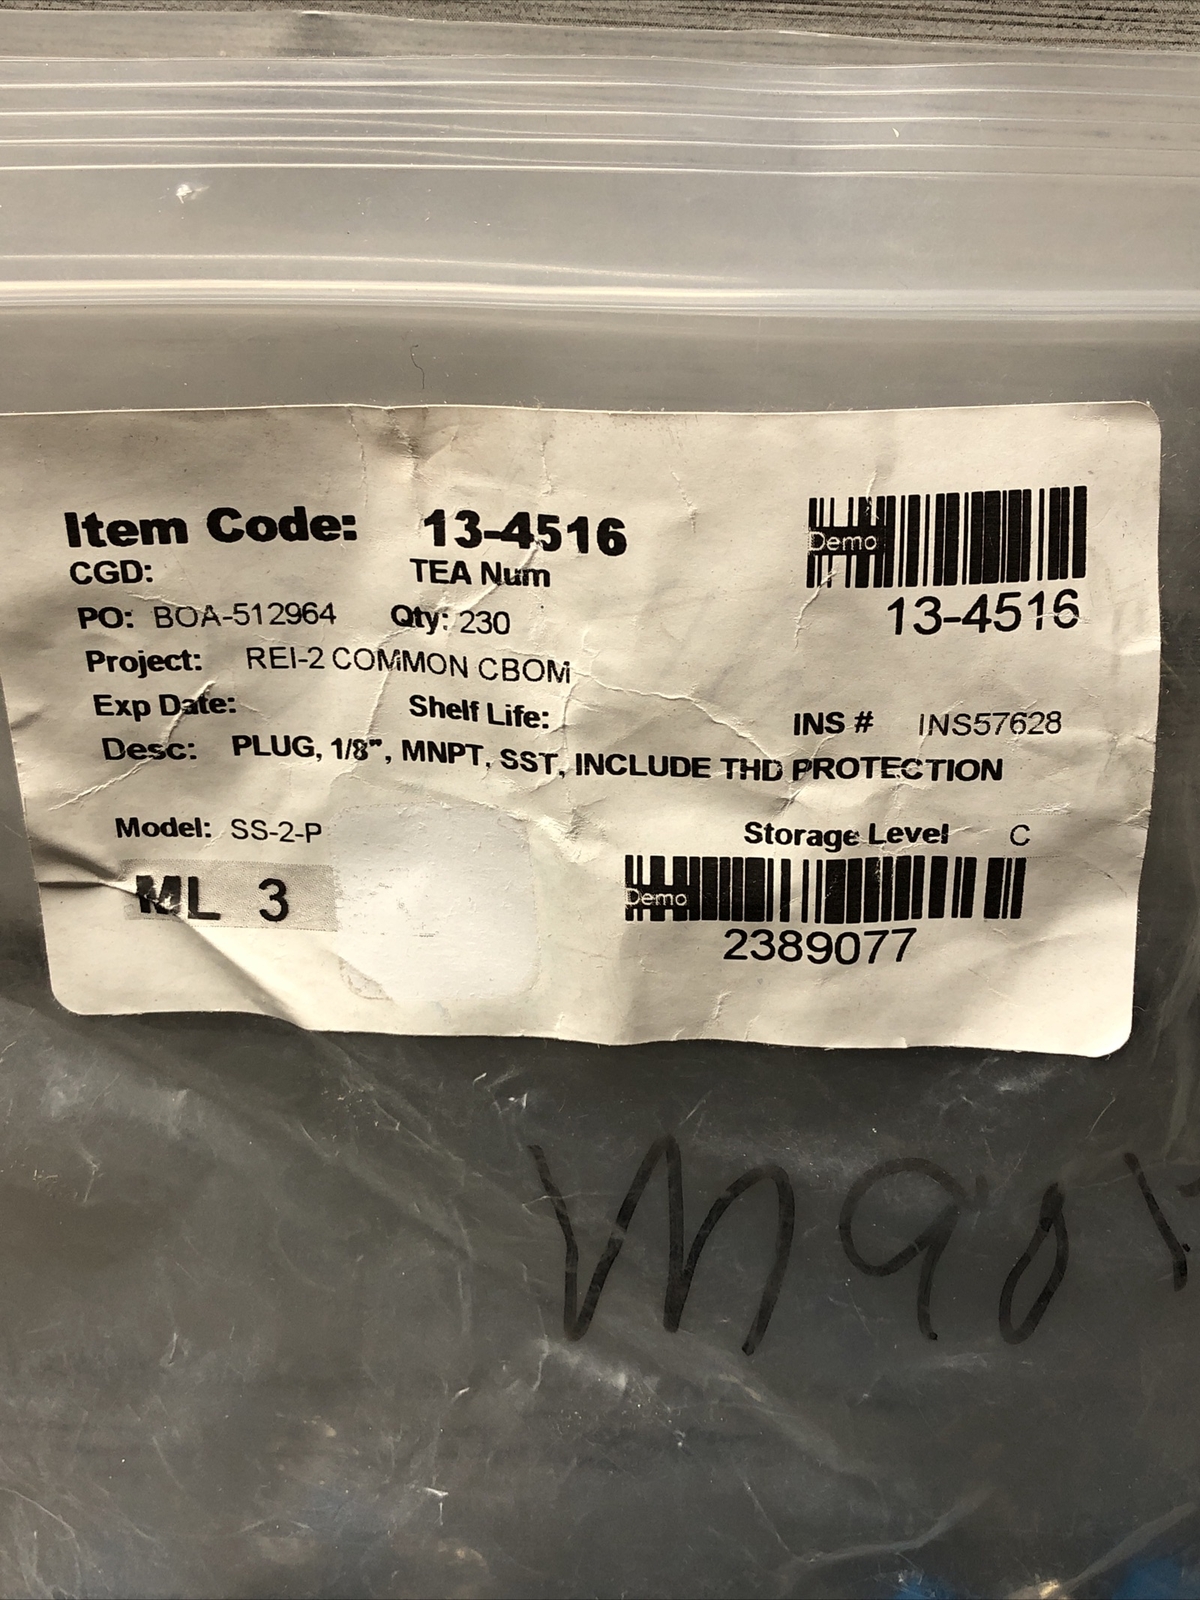 Item Code: 13-4516
Demo
13-4516
CGD: TEA Num
PO: BOA-512964 Qty: 230
Project: REI-2 COMMON CBOM
Exp Date: Shelf Life:
INS # INS57628
Desc: PLUG, 1/8", MNPT, SST, INCLUDE THD PROTECTION
Model: SS-2-P
Storage Level C
ML 3
Demo
2389077